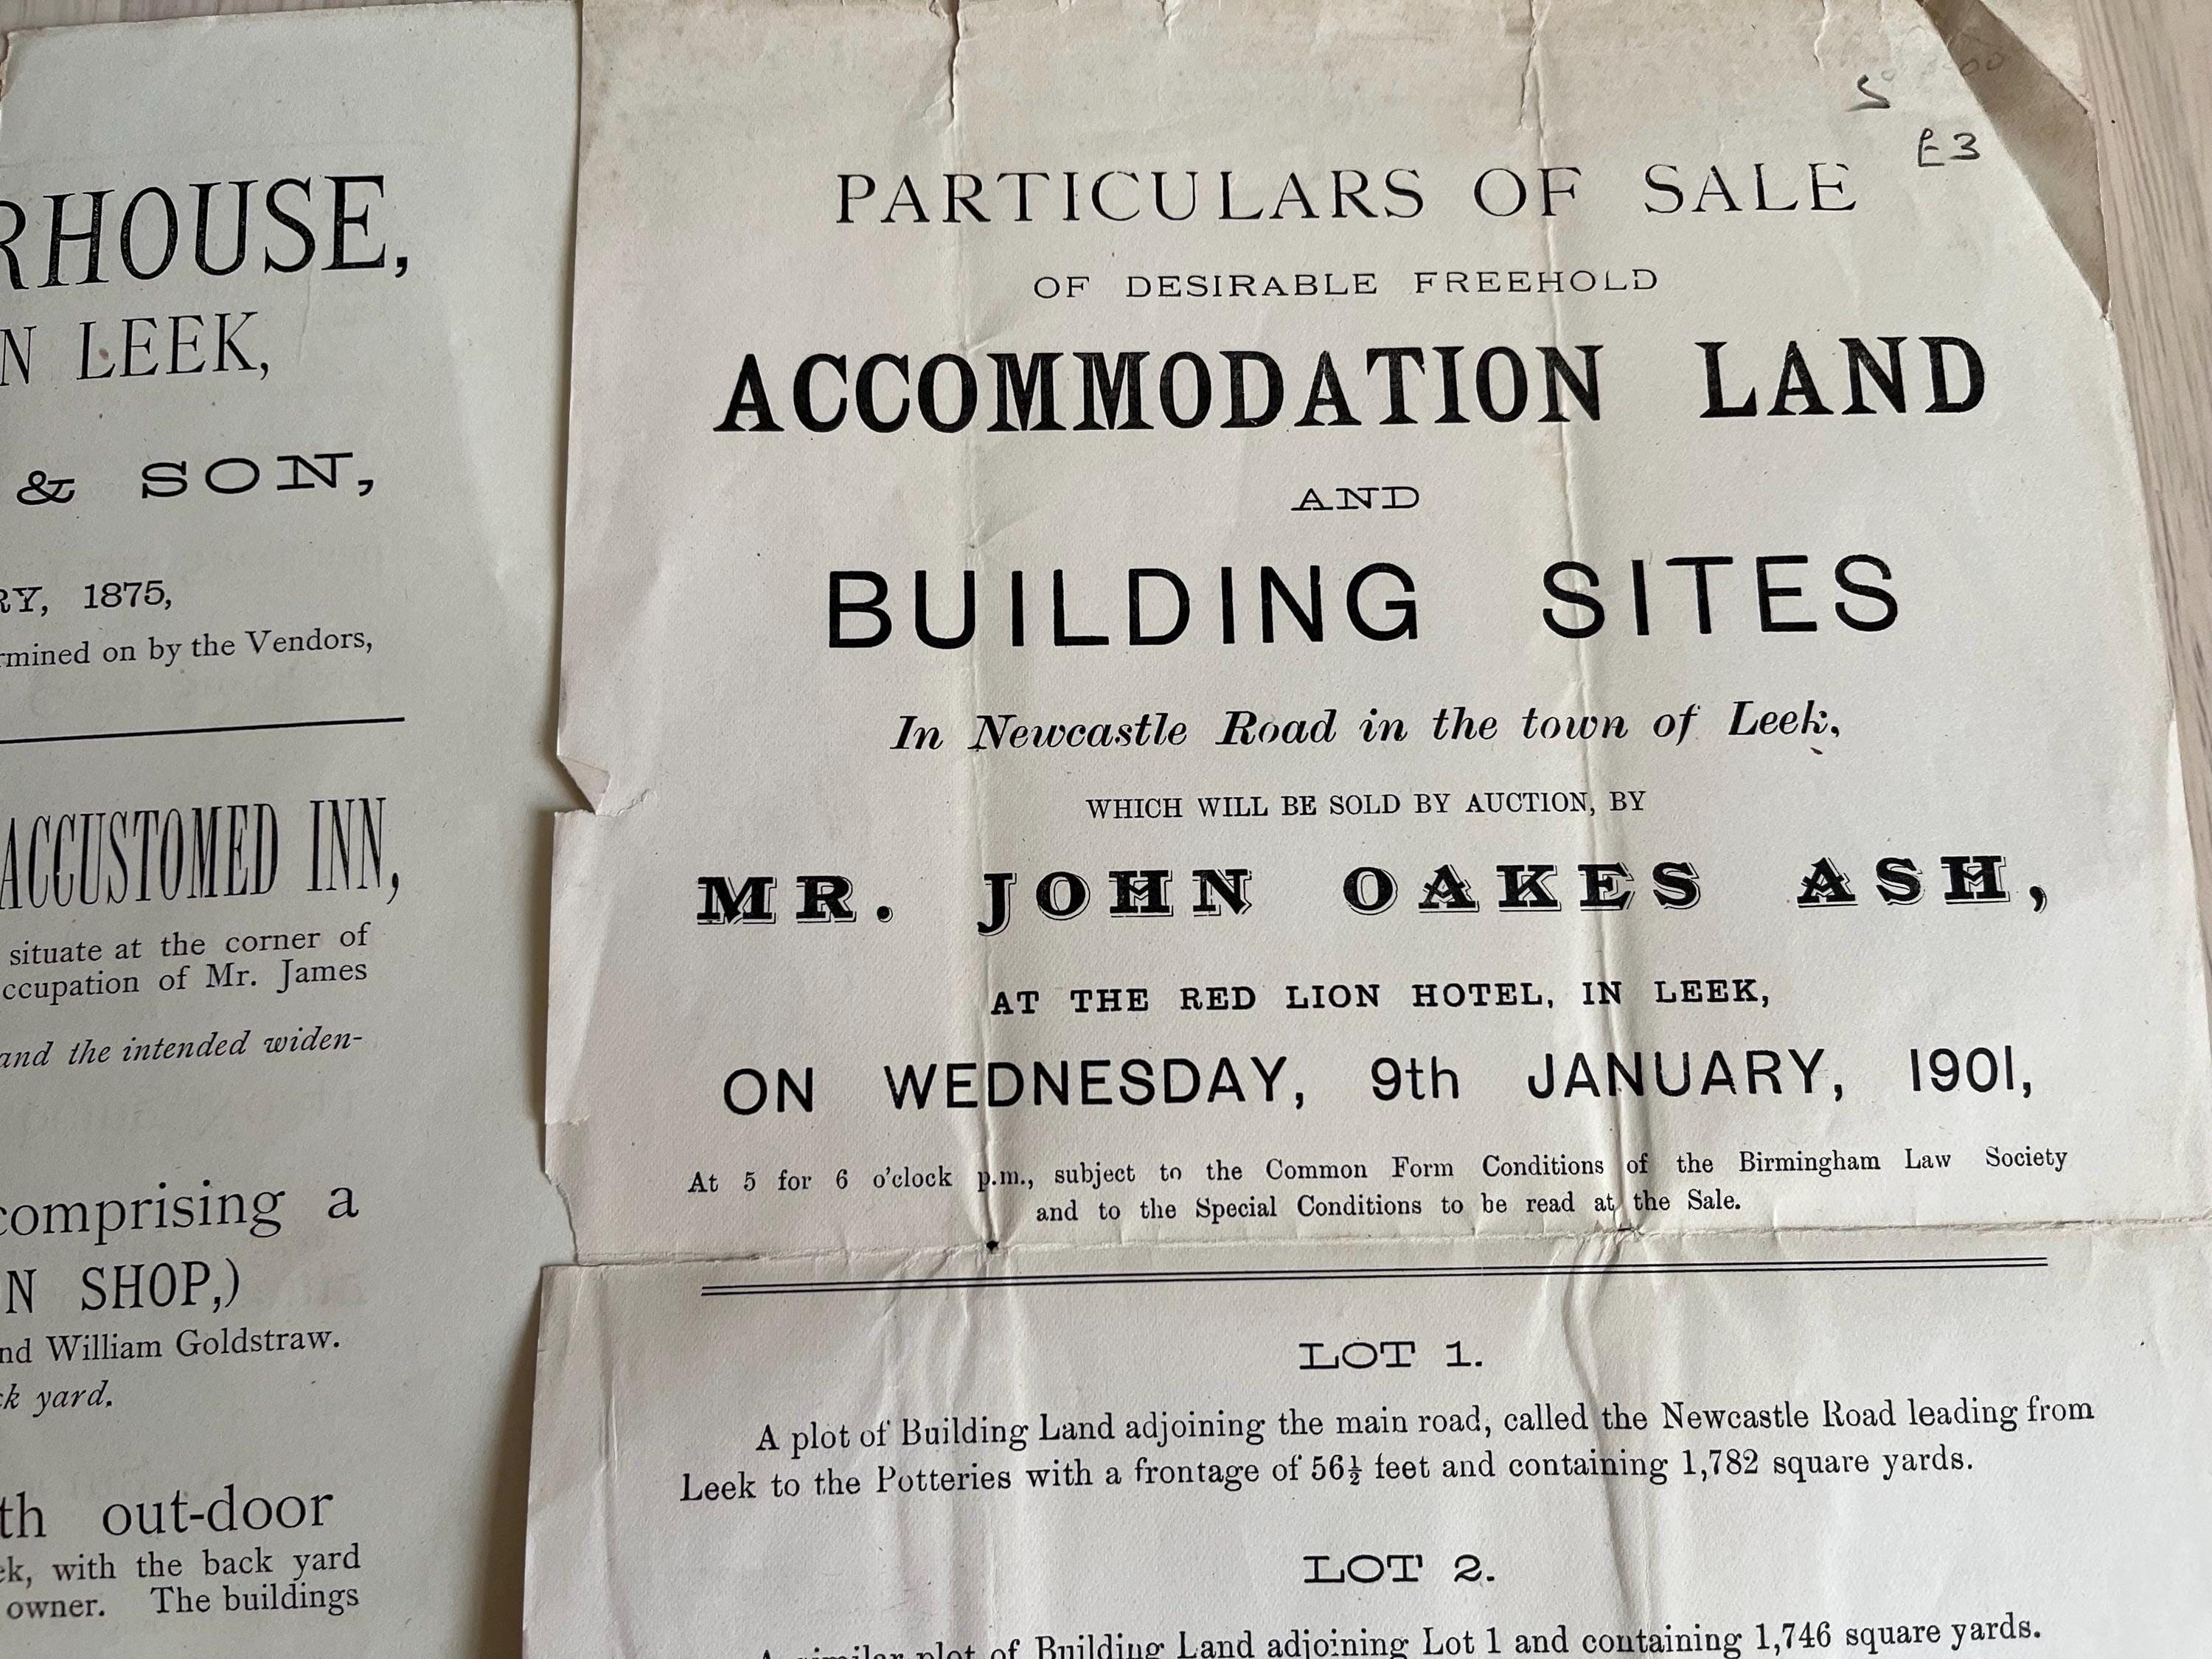 RHOUSE,
N LEEK,
& SON,
RY, 1875,
rmined on by the Vendors,
ACCUSTOMED INN,
situate at the corner of
ccupation of Mr. James
and the intended widen-
comprising a
N SHOP,)
nd William Goldstraw.
ck yard.
th out-door
ek, with the back yard
owner. The buildings
S
£3
PARTICULARS OF SALE
OF DESIRABLE FREEHOLD
ACCOMMODATION LAND
AND
BUILDING SITES
In Newcastle Road in the town of Leek,
WHICH WILL BE SOLD BY AUCTION, BY
MR. JOHN OAKES ASH,
AT THE RED LION HOTEL, IN LEEK,
ON WEDNESDAY, 9th JANUARY, 1901,
At 5 for 6 o'clock p.m., subject to the Common Form Conditions of the Birmingham Law Society
and to the Special Conditions to be read at the Sale.
LOT 1.
A plot of Building Land adjoining the main road, called the Newcastle Road leading from
Leek to the Potteries with a frontage of 56½ feet and containing 1,782 square yards.
LOT 2.
A similar plot of Building Land adjoining Lot 1 and containing 1,746 square yards.